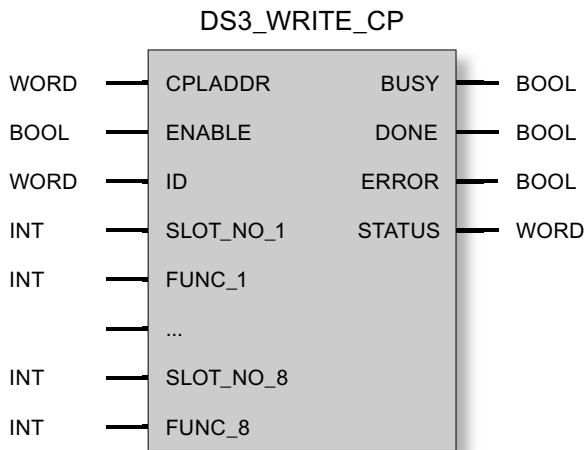 DS3_WRITE_CP
WORD CPLADDR BUSY BOOL
BOOL ENABLE DONE BOOL
WORD ID ERROR BOOL
INT SLOT_NO_1 STATUS WORD
INT FUNC_1
...
INT SLOT_NO_8
INT FUNC_8